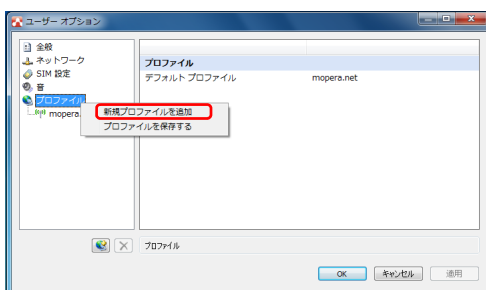 ユーザー オプション
全般
ネットワーク
SIM 設定
音
プロファイル
mopera.
新規プロファイルを追加
プロファイルを保存する
プロファイル
デフォルト プロファイル mopera.net
プロファイル
OK キャンセル 適用